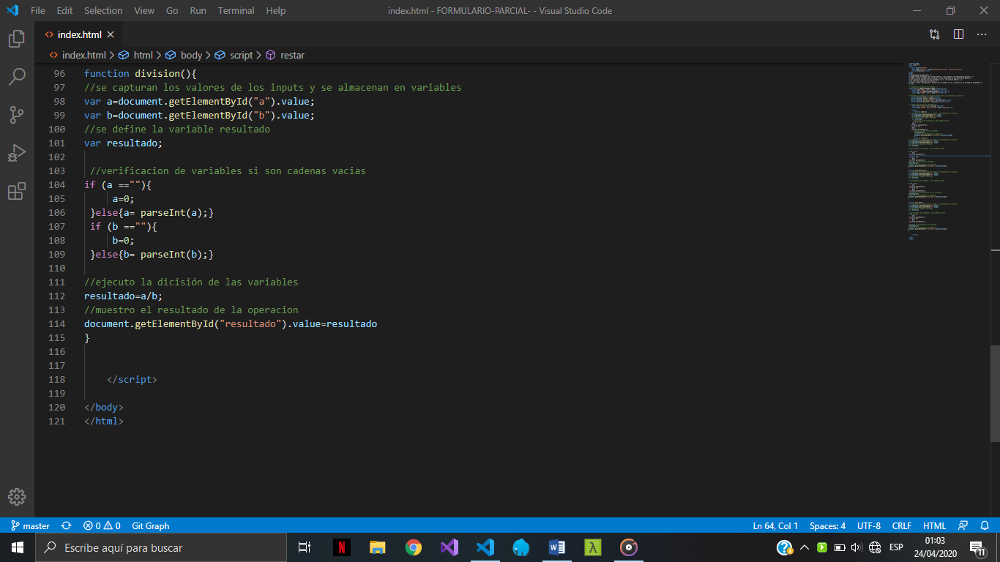 File Edit Selection View Go Run Terminal Help index.html - FORMULARIO-PARCIAL- - Visual Studio Code
index.html
index.html > html > body > script > restar
96 function division(){
97 //se capturan los valores de los inputs y se almacenan en variables
98 var a=document.getElementById("a").value;
99 var b=document.getElementById("b").value;
100 //se define la variable resultado
101 var resultado;
102
103 //verificacion de variables si son cadenas vacias
104 if (a ==""){
105 a=0;
106 }else{a= parseInt(a);}
107 if (b ==""){
108 b=0;
109 }else{b= parseInt(b);}
110
111 //ejecuto la dicisión de las variables
112 resultado=a/b;
113 //muestro el resultado de la operacion
114 document.getElementById("resultado").value=resultado
115 }
116
117
118 </script>
119
120 </body>
121 </html>
master 0 0 Git Graph Ln 64, Col 1 Spaces: 4 UTF-8 CRLF HTML
Escribe aquí para buscar
N
W
λ
ESP
01:03
24/04/2020
11